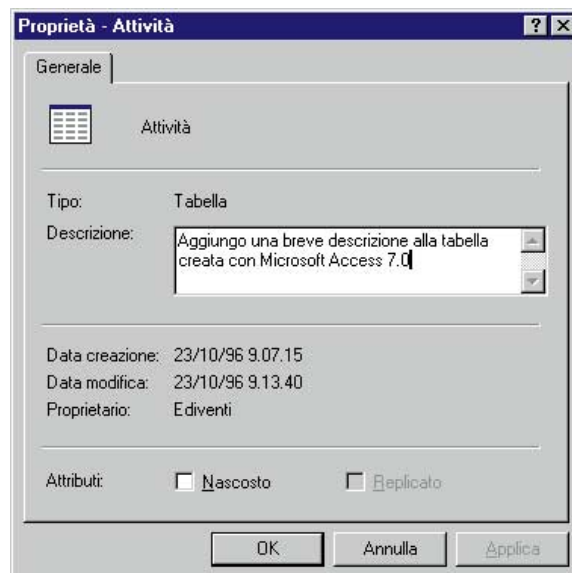 Proprietà - Attività
Generale
Attività
Tipo: Tabella
Descrizione: Aggiungo una breve descrizione alla tabella
creata con Microsoft Access 7.0
Data creazione: 23/10/96 9.07.15
Data modifica: 23/10/96 9.13.40
Proprietario: Ediventi
Attributi: Nascosto Replicato
OK Annulla Applica